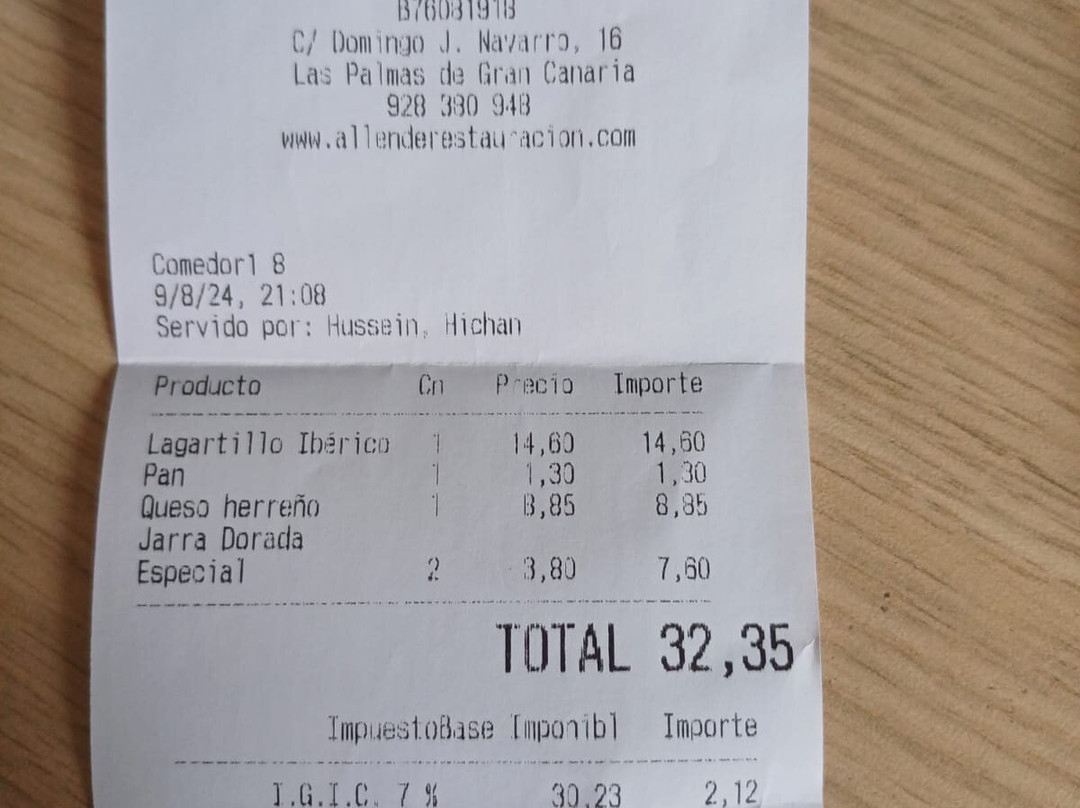 B76081918
C/ Domingo J. Navarro, 16
Las Palmas de Gran Canaria
928 380 948
www.allenderestauracion.com
Comedor1 8
9/8/24, 21:08
Servido por: Hussein, Hichan
Producto Cn Precio Importe
Lagartillo Ibérico 1 14,60 14,60
Pan 1 1,30 1,30
Queso herreño 1 8,85 8,85
Jarra Dorada
Especial 2 3,80 7,60
TOTAL 32,35
ImpuestoBase Imponibl Importe
I.G.I.C. 7 % 30,23 2,12